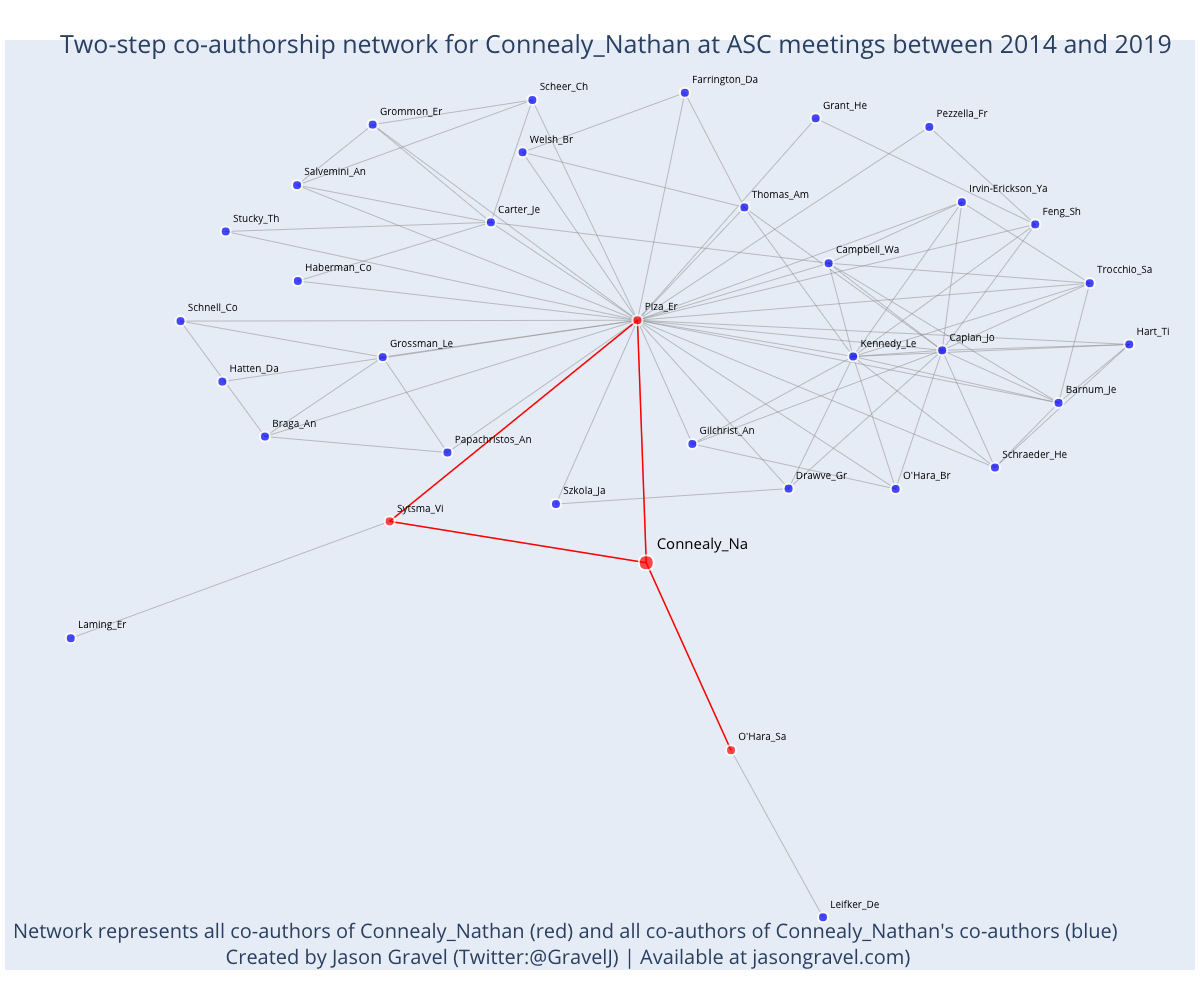 Two-step co-authorship network for Connealy_Nathan at ASC meetings between 2014 and 2019
Farrington_Da
Scheer_Ch
Grant_He
Grommon_Er
Pezzella_Fr
Welsh_Br
Salvemini_An
Irvin-Erickson_Ya
Thomas_Am
Carter_Je
Feng_Sh
Stucky_Th
Campbell_Wa
Haberman_Co
Trocchio_Sa
Schnell_Co
Piza_Er
Hart_Ti
Caplan_Jo
Grossman_Le
Kennedy_Le
Hatten_Da
Barnum_Je
Braga_An
Gilchrist_An
Papachristos_An
Schraeder_He
Drawve_Gr
O'Hara_Br
Szkola_Ja
Sytsma_Vi
Connealy_Na
Laming_Er
O'Hara_Sa
Leifker_De
Network represents all co-authors of Connealy_Nathan (red) and all co-authors of Connealy_Nathan's co-authors (blue)
Created by Jason Gravel (Twitter:@GravelJ) | Available at jasongravel.com)